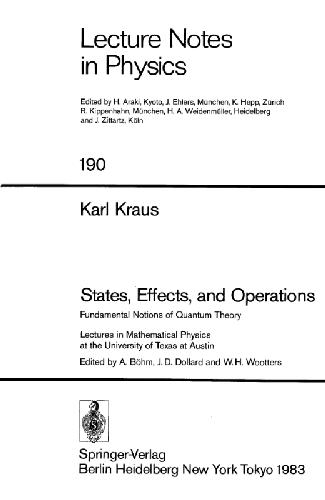 Lecture Notes
in Physics
Edited by H. Araki, Kyoto, J. Ehlers, München, K. Hepp, Zürich
R. Kippenhahn, München, H. A. Weidenmüller, Heidelberg
and J. Zittartz, Köln
190
Karl Kraus
States, Effects, and Operations
Fundamental Notions of Quantum Theory
Lectures in Mathematical Physics
at the University of Texas at Austin
Edited by A. Böhm, J. D. Dollard and W. H. Wootters
Springer-Verlag
Berlin Heidelberg New York Tokyo 1983